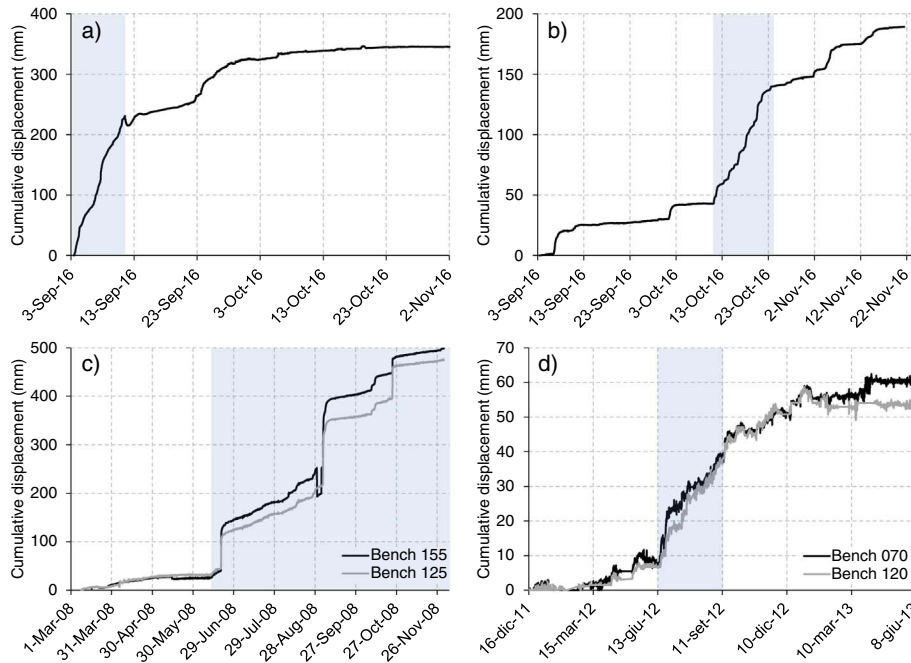 a)
Cumulative displacement (mm)
400
300
200
100
0
3-Sep-16
13-Sep-16
23-Sep-16
3-Oct-16
13-Oct-16
23-Oct-16
2-Nov-16
b)
Cumulative displacement (mm)
200
150
100
50
0
3-Sep-16
13-Sep-16
23-Sep-16
3-Oct-16
13-Oct-16
23-Oct-16
2-Nov-16
12-Nov-16
22-Nov-16
c)
Cumulative displacement (mm)
500
400
300
200
100
0
Bench 155
Bench 125
1-Mar-08
31-Mar-08
30-Apr-08
30-May-08
29-Jun-08
29-Jul-08
28-Aug-08
27-Sep-08
27-Oct-08
26-Nov-08
d)
Cumulative displacement (mm)
70
60
50
40
30
20
10
0
Bench 070
Bench 120
16-dic-11
15-mar-12
13-giu-12
11-set-12
10-dic-12
10-mar-13
8-giu-13